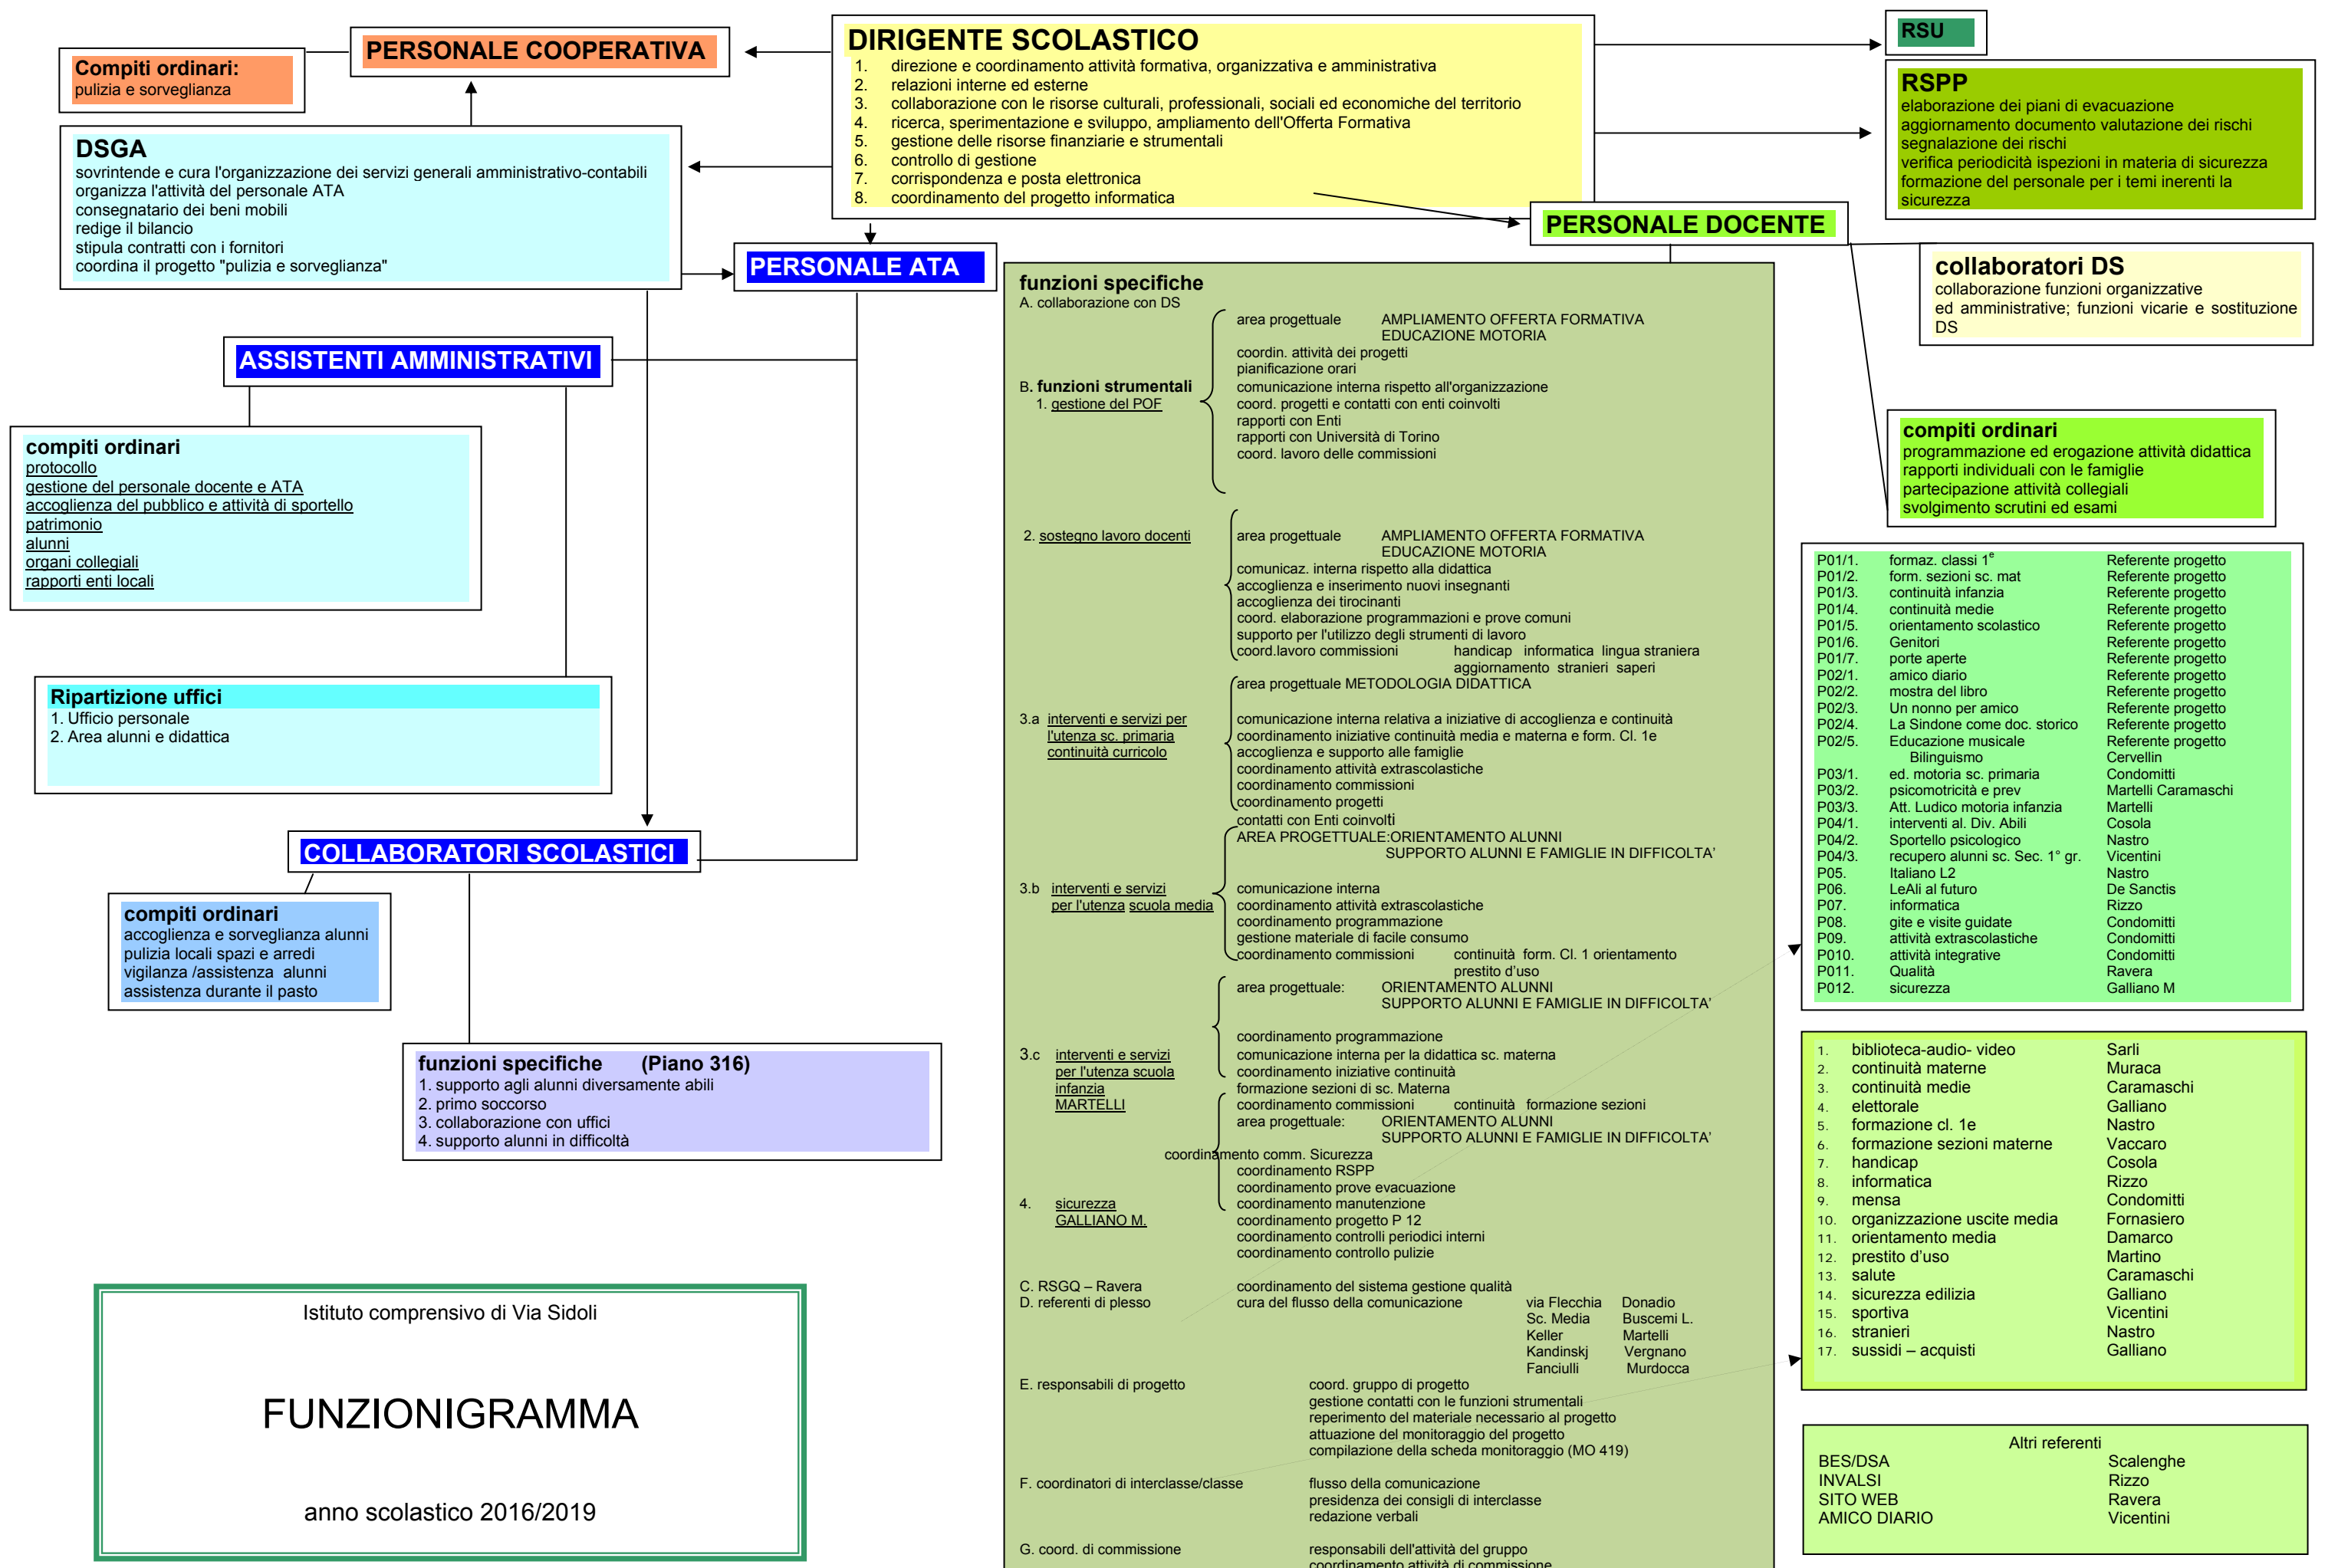 PERSONALE COOPERATIVA
Compiti ordinari:
pulizia e sorveglianza
DIRIGENTE SCOLASTICO
1. direzione e coordinamento attività formativa, organizzativa e amministrativa
2. relazioni interne ed esterne
3. collaborazione con le risorse culturali, professionali, sociali ed economiche del territorio
4. ricerca, sperimentazione e sviluppo, ampliamento dell'Offerta Formativa
5. gestione delle risorse finanziarie e strumentali
6. controllo di gestione
7. corrispondenza e posta elettronica
8. coordinamento del progetto informatica
RSU
RSPP
elaborazione dei piani di evacuazione
aggiornamento documento valutazione dei rischi
segnalazione dei rischi
verifica periodicità ispezioni in materia di sicurezza
formazione del personale per i temi inerenti la
sicurezza
DSGA
sovrintende e cura l'organizzazione dei servizi generali amministrativo-contabili
organizza l'attività del personale ATA
consegnatario dei beni mobili
redige il bilancio
stipula contratti con i fornitori
coordina il progetto "pulizia e sorveglianza"
PERSONALE ATA
PERSONALE DOCENTE
collaboratori DS
collaborazione funzioni organizzative
ed amministrative; funzioni vicarie e sostituzione
DS
ASSISTENTI AMMINISTRATIVI
compiti ordinari
protocollo
gestione del personale docente e ATA
accoglienza del pubblico e attività di sportello
patrimonio
alunni
organi collegiali
rapporti enti locali
Ripartizione uffici
1. Ufficio personale
2. Area alunni e didattica
COLLABORATORI SCOLASTICI
compiti ordinari
accoglienza e sorveglianza alunni
pulizia locali spazi e arredi
vigilanza /assistenza alunni
assistenza durante il pasto
funzioni specifiche (Piano 316)
1. supporto agli alunni diversamente abili
2. primo soccorso
3. collaborazione con uffici
4. supporto alunni in difficoltà
Istituto comprensivo di Via Sidoli
FUNZIONIGRAMMA
anno scolastico 2016/2019
funzioni specifiche
A. collaborazione con DS
area progettuale AMPLIAMENTO OFFERTA FORMATIVA
EDUCAZIONE MOTORIA
coordin. attività dei progetti
pianificazione orari
B. funzioni strumentali comunicazione interna rispetto all'organizzazione
1. gestione del POF coord. progetti e contatti con enti coinvolti
rapporti con Enti
rapporti con Università di Torino
coord. lavoro delle commissioni
2. sostegno lavoro docenti area progettuale AMPLIAMENTO OFFERTA FORMATIVA
EDUCAZIONE MOTORIA
comunicaz. interna rispetto alla didattica
accoglienza e inserimento nuovi insegnanti
accoglienza dei tirocinanti
coord. elaborazione programmazioni e prove comuni
supporto per l'utilizzo degli strumenti di lavoro
coord.lavoro commissioni handicap informatica lingua straniera
aggiornamento stranieri saperi
area progettuale METODOLOGIA DIDATTICA
3.a interventi e servizi per comunicazione interna relativa a iniziative di accoglienza e continuità
l'utenza sc. primaria coordinamento iniziative continuità media e materna e form. Cl. 1e
continuità curricolo accoglienza e supporto alle famiglie
coordinamento attività extrascolastiche
coordinamento commissioni
coordinamento progetti
contatti con Enti coinvolti
AREA PROGETTUALE:ORIENTAMENTO ALUNNI
SUPPORTO ALUNNI E FAMIGLIE IN DIFFICOLTA'
3.b interventi e servizi comunicazione interna
per l'utenza scuola media coordinamento attività extrascolastiche
coordinamento programmazione
gestione materiale di facile consumo
coordinamento commissioni continuità form. Cl. 1 orientamento
prestito d'uso
area progettuale: ORIENTAMENTO ALUNNI
SUPPORTO ALUNNI E FAMIGLIE IN DIFFICOLTA'
coordinamento programmazione
3.c interventi e servizi comunicazione interna per la didattica sc. materna
per l'utenza scuola coordinamento iniziative continuità
infanzia formazione sezioni di sc. Materna
MARTELLI coordinamento commissioni continuità formazione sezioni
area progettuale: ORIENTAMENTO ALUNNI
SUPPORTO ALUNNI E FAMIGLIE IN DIFFICOLTA'
coordinamento comm. Sicurezza
coordinamento RSPP
coordinamento prove evacuazione
4. sicurezza coordinamento manutenzione
GALLIANO M. coordinamento progetto P 12
coordinamento controlli periodici interni
coordinamento controllo pulizie
C. RSGQ – Ravera coordinamento del sistema gestione qualità
D. referenti di plesso cura del flusso della comunicazione via Flecchia Donadio
Sc. Media Buscemi L.
Keller Martelli
Kandinskj Vergnano
Fanciulli Murdocca
E. responsabili di progetto coord. gruppo di progetto
gestione contatti con le funzioni strumentali
reperimento del materiale necessario al progetto
attuazione del monitoraggio del progetto
compilazione della scheda monitoraggio (MO 419)
F. coordinatori di interclasse/classe flusso della comunicazione
presidenza dei consigli di interclasse
redazione verbali
G. coord. di commissione responsabili dell'attività del gruppo
coordinamento attività di commissione
compiti ordinari
programmazione ed erogazione attività didattica
rapporti individuali con le famiglie
partecipazione attività collegiali
svolgimento scrutini ed esami
P01/1. formaz. classi 1e Referente progetto
P01/2. form. sezioni sc. mat Referente progetto
P01/3. continuità infanzia Referente progetto
P01/4. continuità medie Referente progetto
P01/5. orientamento scolastico Referente progetto
P01/6. Genitori Referente progetto
P01/7. porte aperte Referente progetto
P02/1. amico diario Referente progetto
P02/2. mostra del libro Referente progetto
P02/3. Un nonno per amico Referente progetto
P02/4. La Sindone come doc. storico Referente progetto
P02/5. Educazione musicale Referente progetto
Bilinguismo Cervellin
P03/1. ed. motoria sc. primaria Condomitti
P03/2. psicomotricità e prev Martelli Caramaschi
P03/3. Att. Ludico motoria infanzia Martelli
P04/1. interventi al. Div. Abili Cosola
P04/2. Sportello psicologico Nastro
P04/3. recupero alunni sc. Sec. 1° gr. Vicentini
P05. Italiano L2 Nastro
P06. LeAli al futuro De Sanctis
P07. informatica Rizzo
P08. gite e visite guidate Condomitti
P09. attività extrascolastiche Condomitti
P010. attività integrative Condomitti
P011. Qualità Ravera
P012. sicurezza Galliano M
1. biblioteca-audio- video Sarli
2. continuità materne Muraca
3. continuità medie Caramaschi
4. elettorale Galliano
5. formazione cl. 1e Nastro
6. formazione sezioni materne Vaccaro
7. handicap Cosola
8. informatica Rizzo
9. mensa Condomitti
10. organizzazione uscite media Fornasiero
11. orientamento media Damarco
12. prestito d'uso Martino
13. salute Caramaschi
14. sicurezza edilizia Galliano
15. sportiva Vicentini
16. stranieri Nastro
17. sussidi – acquisti Galliano
Altri referenti
BES/DSA Scalenghe
INVALSI Rizzo
SITO WEB Ravera
AMICO DIARIO Vicentini